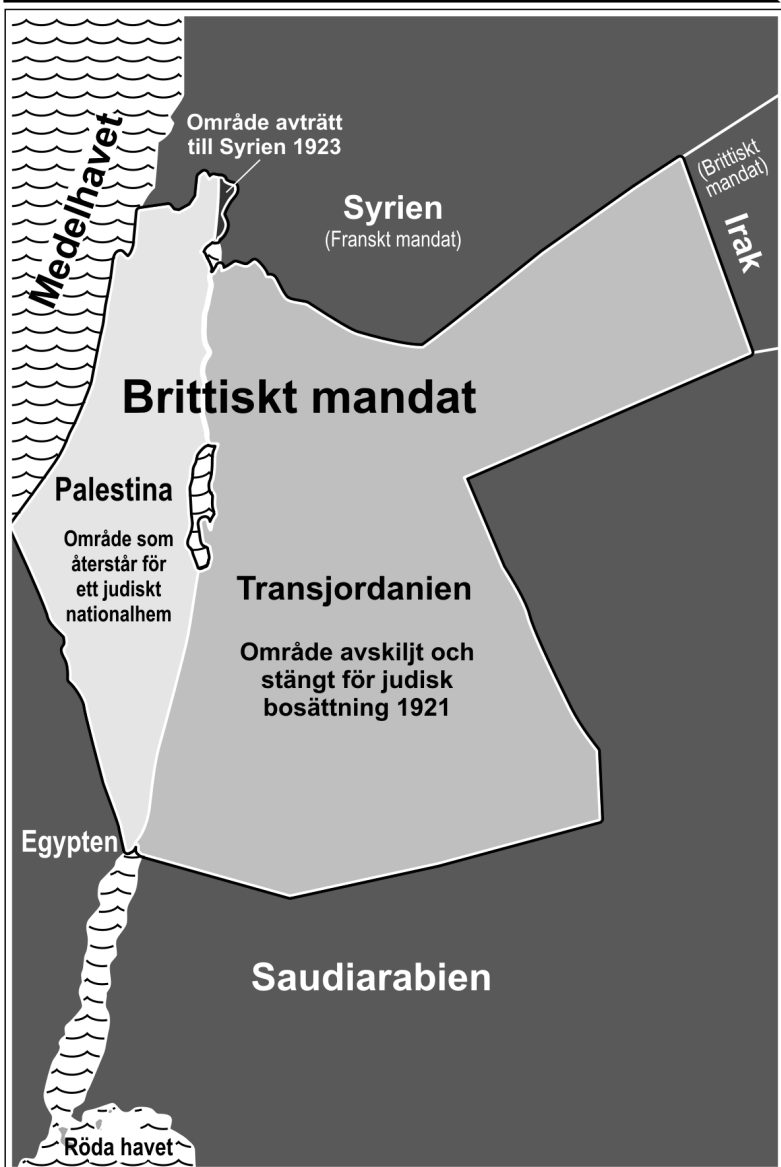 Område avträtt
till Syrien 1923
Medelhavet
Syrien
(Franskt mandat)
(Brittiskt
mandat)
Irak
Brittiskt mandat
Palestina
Område som
återstår för
ett judiskt
nationalhem
Transjordanien
Område avskiljt och
stängt för judisk
bosättning 1921
Egypten
Saudiarabien
Röda havet